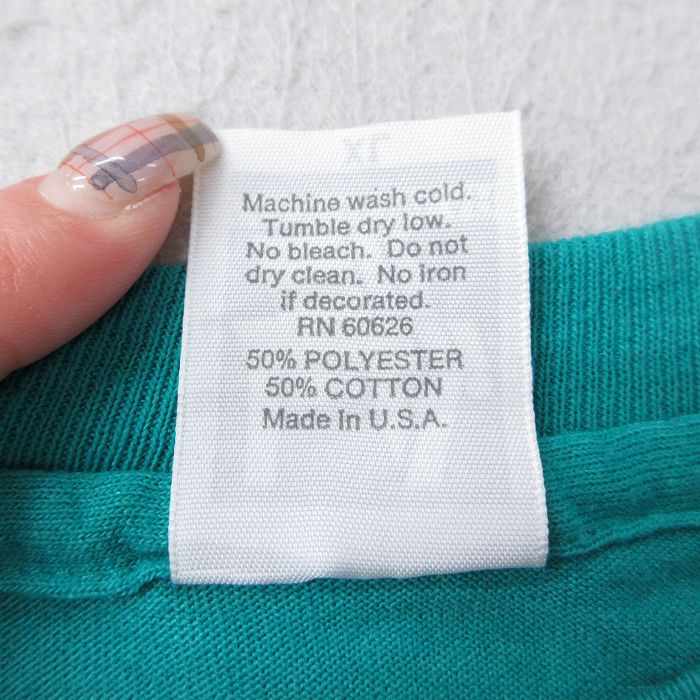 Machine wash cold.
Tumble dry low.
No bleach. Do not
dry clean. No iron
if decorated.
RN 60626
50% POLYESTER
50% COTTON
Made in U.S.A.